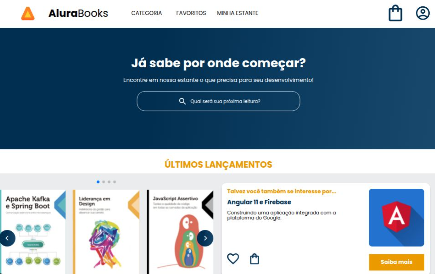 AluraBooks
CATEGORIA
FAVORITOS
MINHA ESTANTE
Já sabe por onde começar?
Encontre em nossa estante o que precisa para seu desenvolvimento!
Qual será sua próxima leitura?
ÚLTIMOS LANÇAMENTOS
Apache Kafka
e Spring Boot
Liderança em
Design
JavaScript Assertivo
Talvez você também se interesse por...
Angular 11 e Firebase
Construindo uma aplicação integrada com a
plataforma do Google.
A
Saiba mais